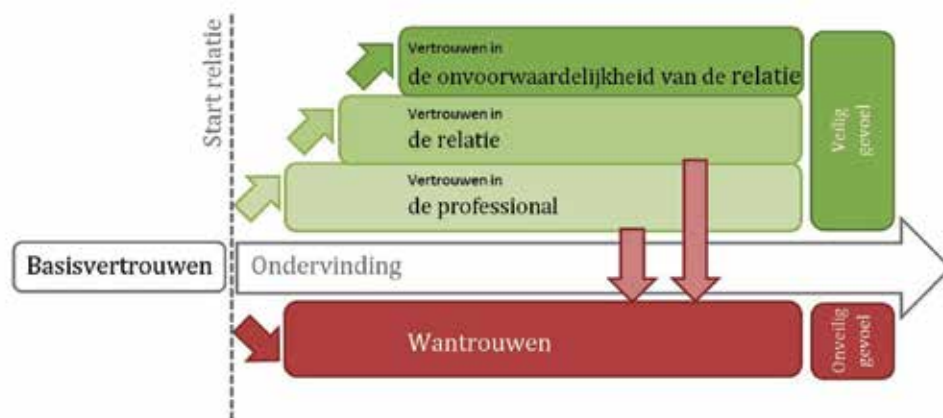 Start relatie
Vertrouwen in
de onvoorwaardelijkheid van de relatie
Vertrouwen in
de relatie
Vertrouwen in
de professional
Veilig
gevoel
Basisvertrouwen
Ondervinding
Wantrouwen
Onveilig
gevoel